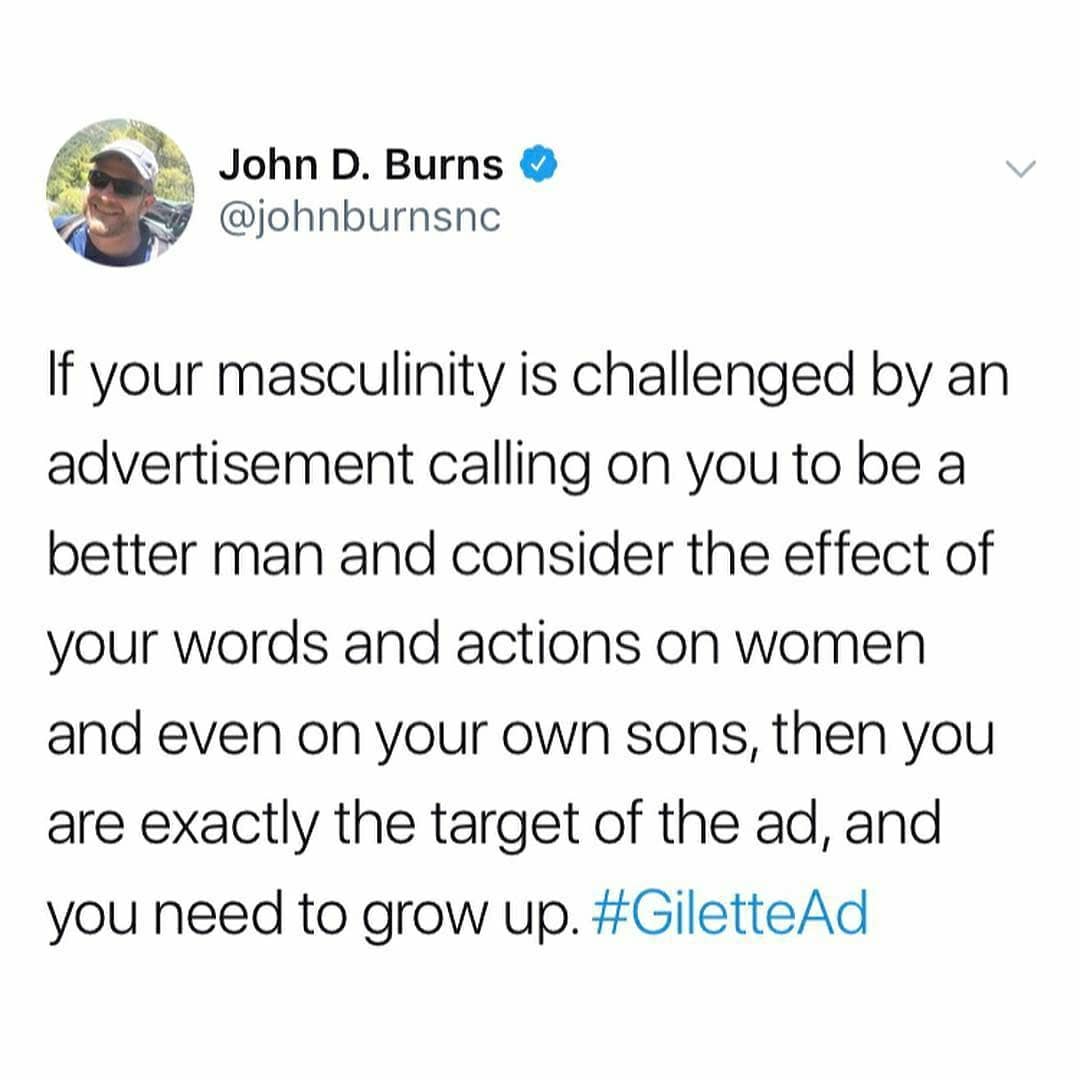 John D. Burns
@johnburnsnc
If your masculinity is challenged by an
advertisement calling on you to be a
better man and consider the effect of
your words and actions on women
and even on your own sons, then you
are exactly the target of the ad, and
you need to grow up. #GiletteAd